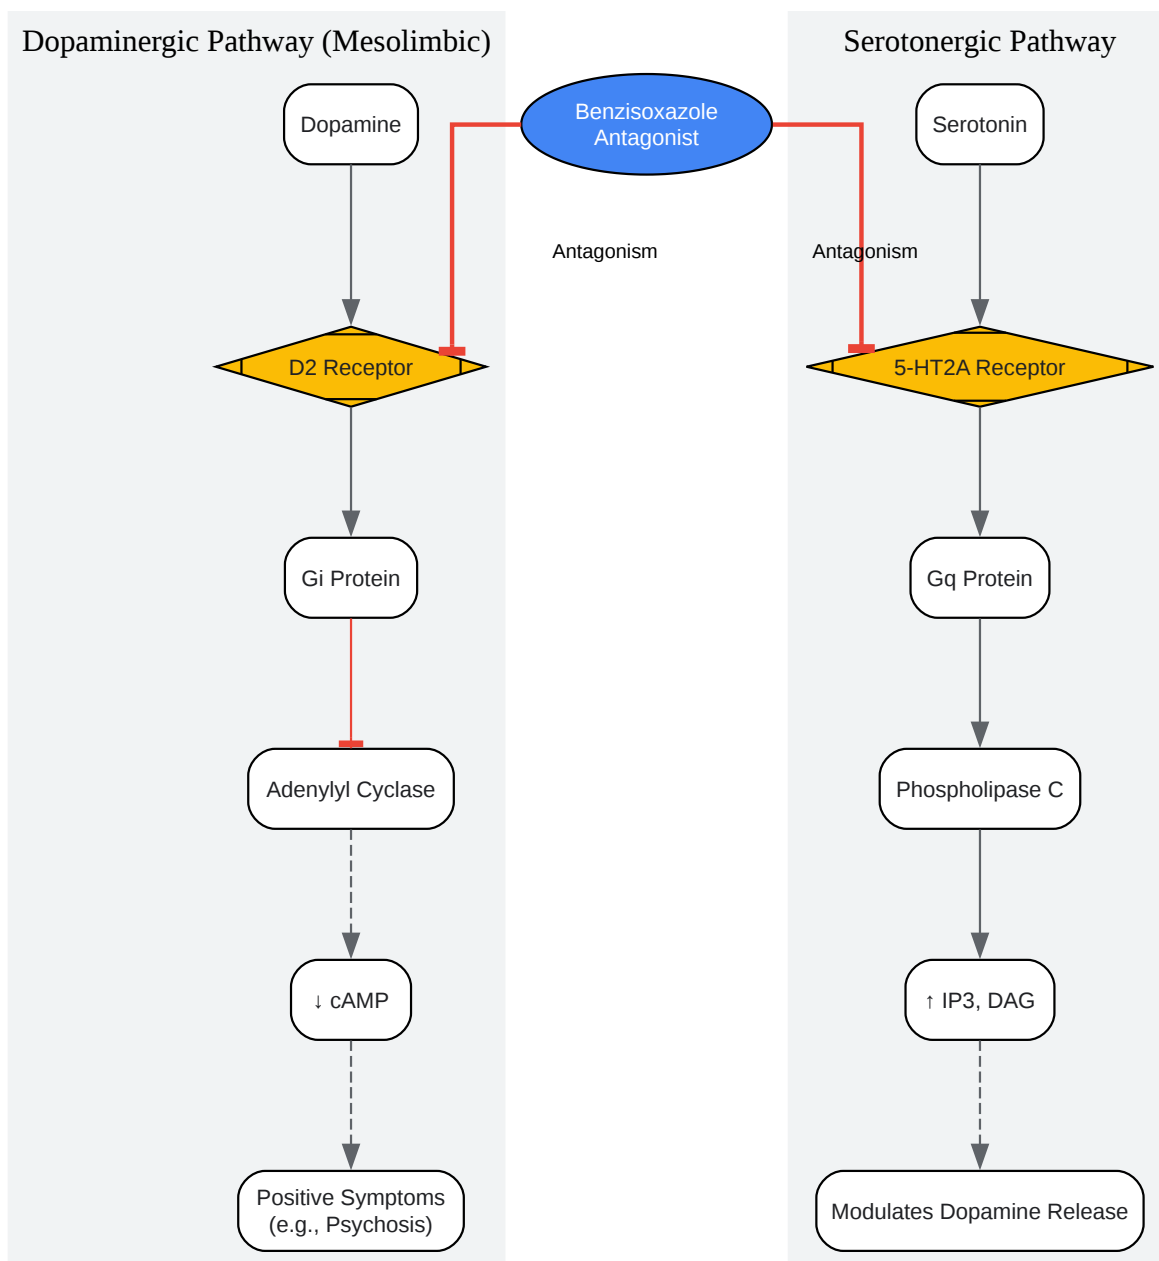 Dopaminergic Pathway (Mesolimbic)
Serotonergic Pathway
Dopamine
Benzisoxazole
Antagonist
Serotonin
Antagonism
Antagonism
D2 Receptor
5-HT2A Receptor
Gi Protein
Gq Protein
Adenylyl Cyclase
Phospholipase C
↓ cAMP
↑ IP3, DAG
Positive Symptoms
(e.g., Psychosis)
Modulates Dopamine Release